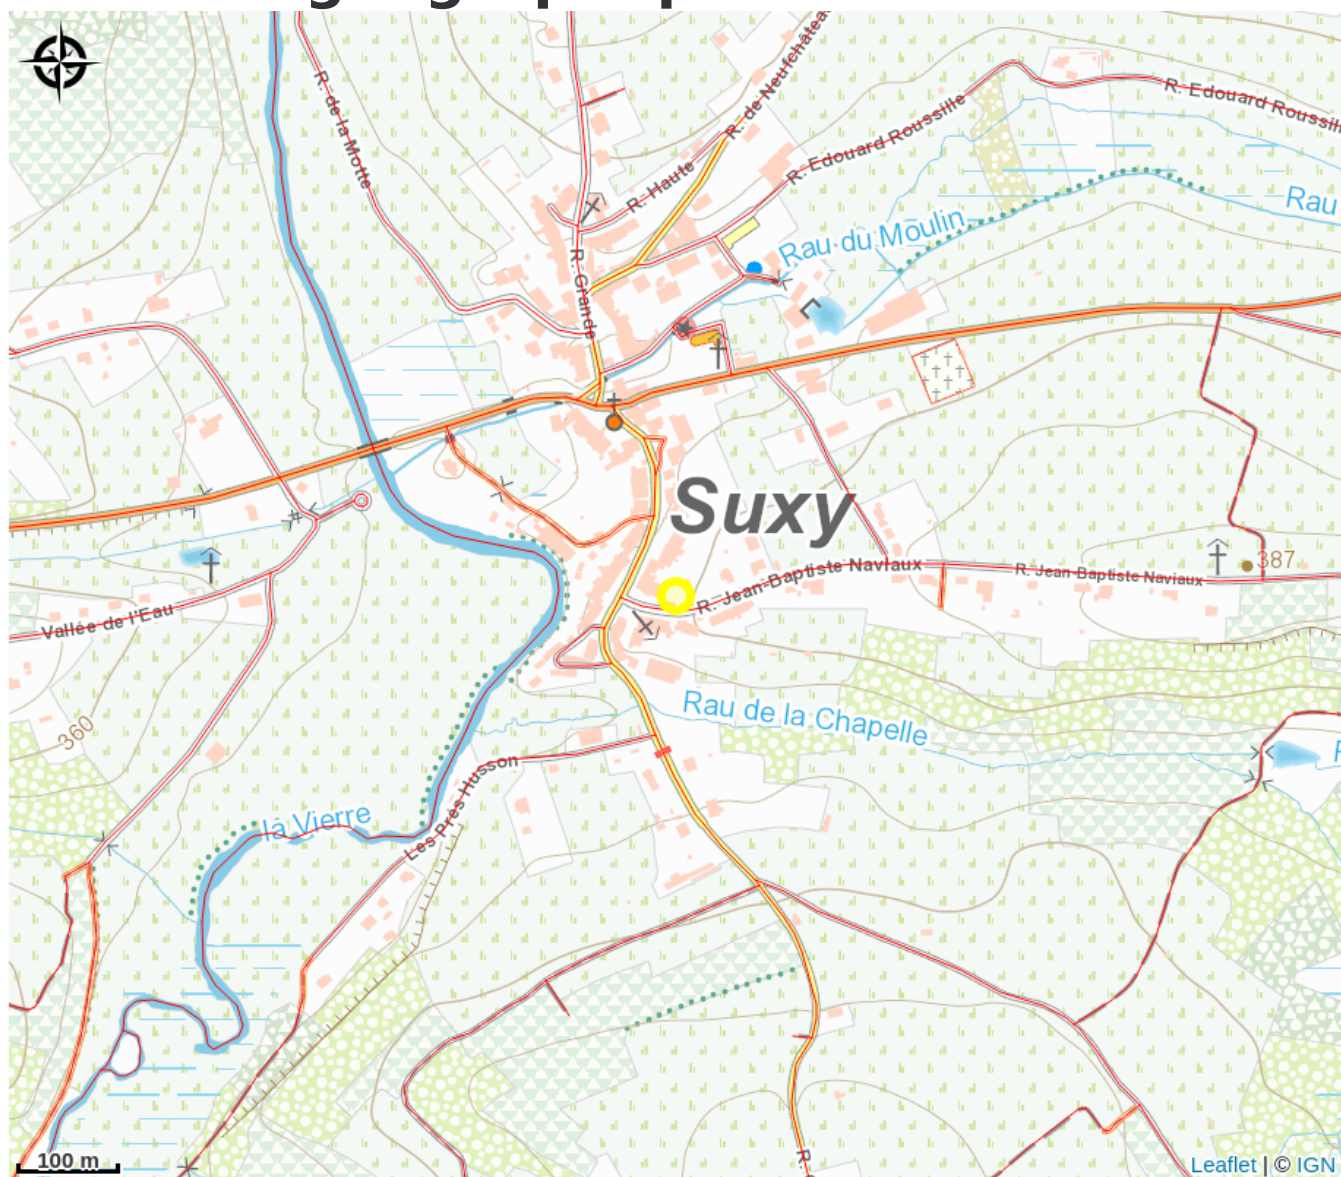 R. de la Motte
R. de Neufchâteau
R. Haute
R. Edouard Roussille
R. Edouard Roussill
Rau
Rau du Moulin
R. Grande
Suxy
R. Jean-Baptiste Naviaux
R. Jean-Baptiste Naviaux
387
Vallée de l'Eau
360
Rau de la Chapelle
Les Prés Husson
la Vierre
R.
100 m
Leaflet | © IGN